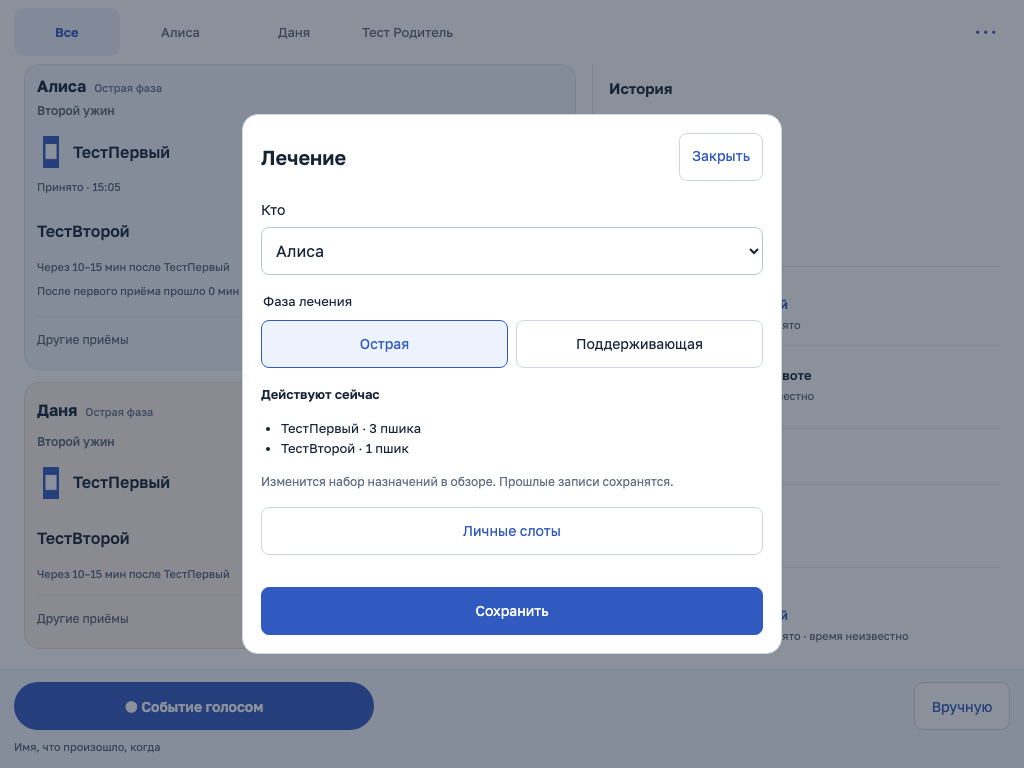 Все
Алиса
Даня
Тест Родитель
Алиса Острая фаза
Второй ужин
ТестПервый
Принято · 15:05
ТестВторой
Через 10–15 мин после ТестПервый
После первого приёма прошло 0 мин
Другие приёмы
Даня Острая фаза
Второй ужин
ТестПервый
ТестВторой
Через 10–15 мин после ТестПервый
Другие приёмы
История
Лечение
Закрыть
Кто
Алиса
Фаза лечения
Острая
Поддерживающая
Действуют сейчас
• ТестПервый · 3 пшика
• ТестВторой · 1 пшик
Изменится набор назначений в обзоре. Прошлые записи сохранятся.
Личные слоты
Сохранить
время неизвестно
● Событие голосом
Вручную
Имя, что произошло, когда